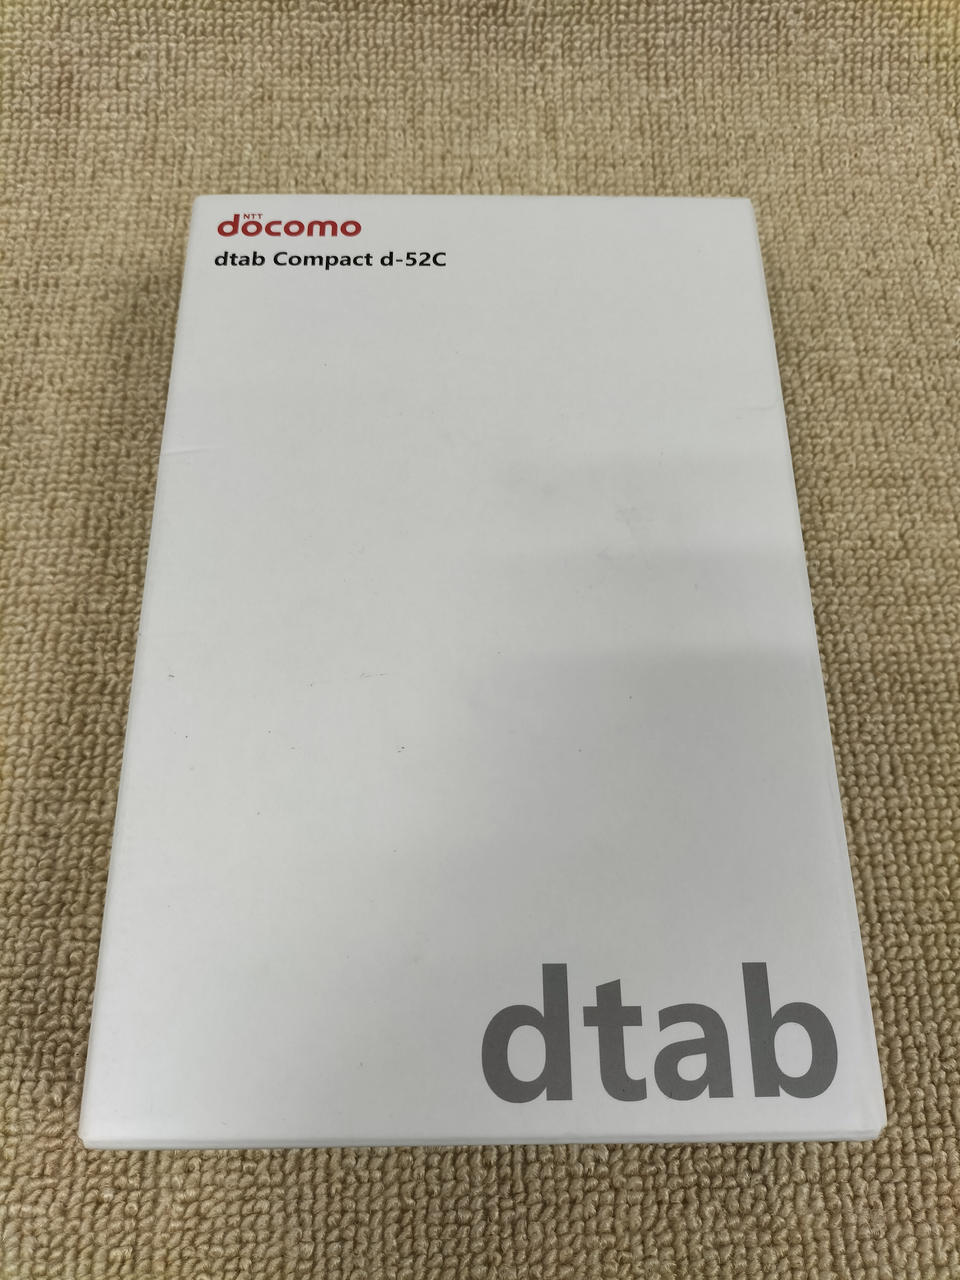 NTT
docomo
dtab Compact d-52C
dtab